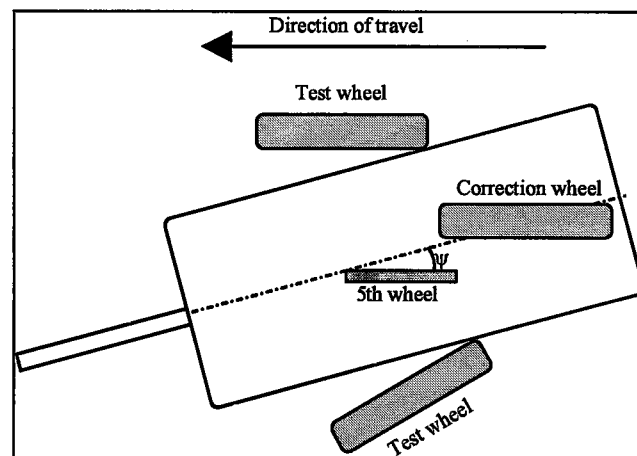 Direction of travel
Test wheel
Correction wheel
ψ
5th wheel
Test wheel